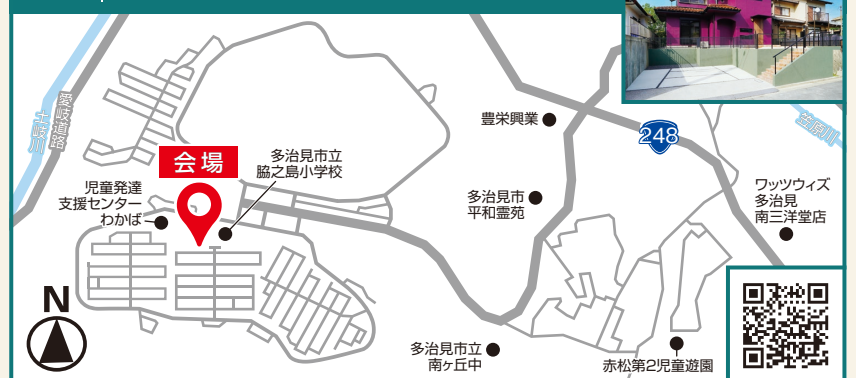 土岐川
愛岐道路
会場
多治見市立
脇之島小学校
児童発達
支援センター
わかば
豊栄興業
248
笠原川
多治見市
平和霊苑
ワッツウィズ
多治見
南三洋堂店
多治見市立
南ヶ丘中
赤松第2児童遊園
N